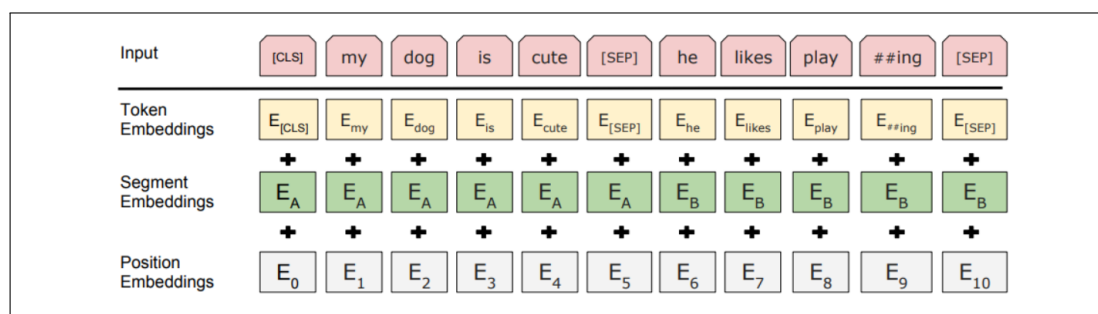 Input [CLS] my dog is cute [SEP] he likes play ##ing [SEP]
Token
Embeddings
E[CLS] Emy Edog Eis Ecute E[SEP] Ehe Elikes Eplay E##ing E[SEP]
+ + + + + + + + + + +
Segment
Embeddings
EA EA EA EA EA EA EB EB EB EB EB
+ + + + + + + + + + +
Position
Embeddings
E0 E1 E2 E3 E4 E5 E6 E7 E8 E9 E10